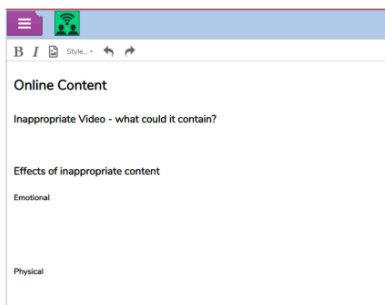 B I Style...
Online Content
Inappropriate Video - what could it contain?
Effects of inappropriate content
Emotional
Physical